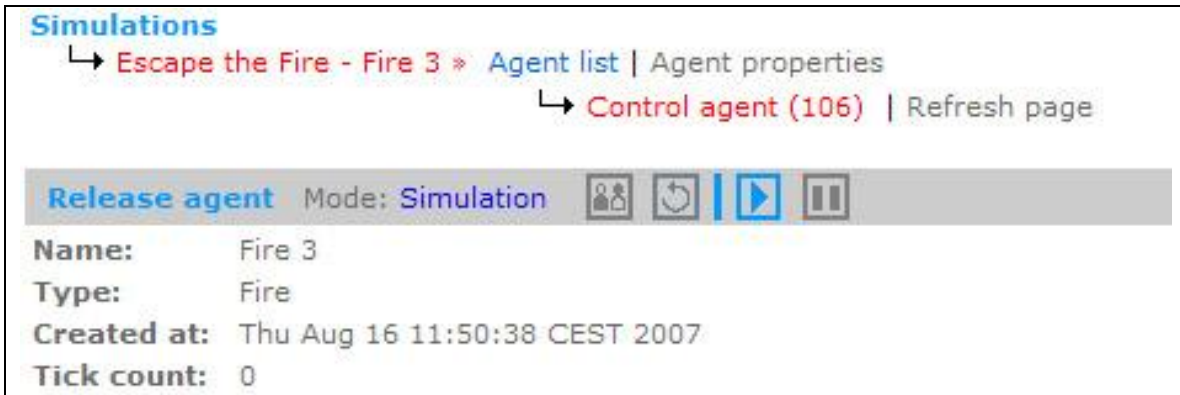 Simulations
Escape the Fire - Fire 3 » Agent list | Agent properties
Control agent (106) | Refresh page
Release agent Mode: Simulation
Name: Fire 3
Type: Fire
Created at: Thu Aug 16 11:50:38 CEST 2007
Tick count: 0